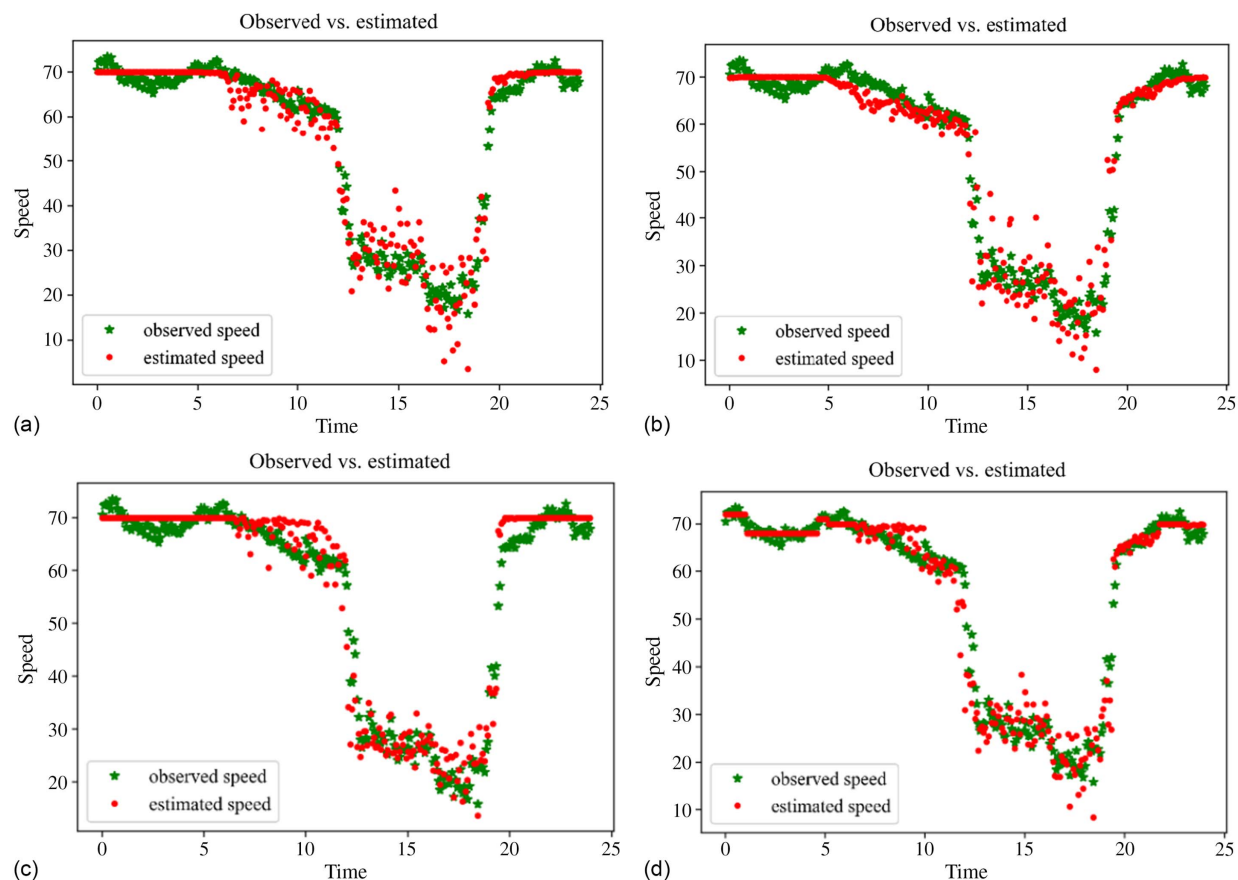 Observed vs. estimated
70
60
50
40
30
20
10
Speed
observed speed
estimated speed
0 5 10 15 20 25
Time
(a)
Observed vs. estimated
70
60
50
40
30
20
10
Speed
observed speed
estimated speed
0 5 10 15 20 25
Time
(b)
Observed vs. estimated
70
60
50
40
30
20
Speed
observed speed
estimated speed
0 5 10 15 20 25
Time
(c)
Observed vs. estimated
70
60
50
40
30
20
10
Speed
observed speed
estimated speed
0 5 10 15 20 25
Time
(d)